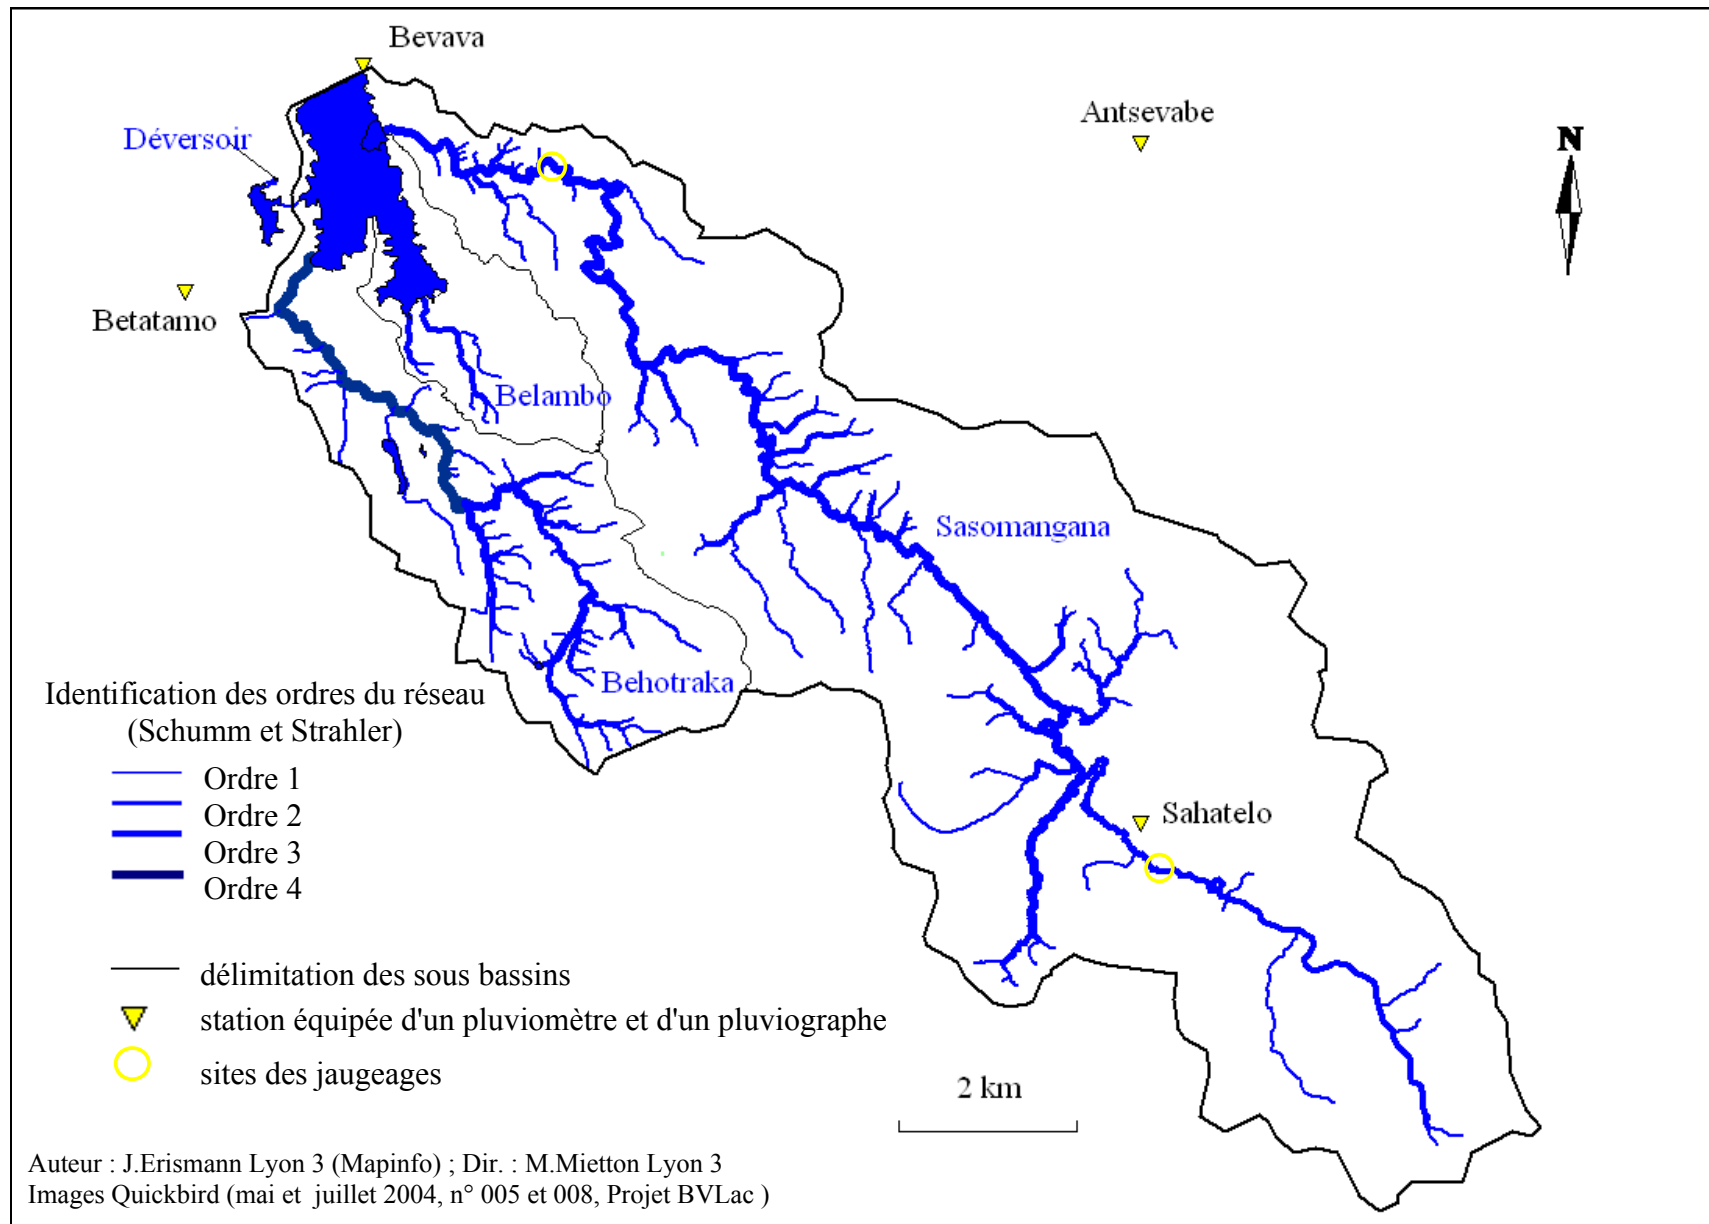 Bevava
Antsevabe
Déversoir
N
Betatamo
Belambo
Sasomangana
Behotraka
Identification des ordres du réseau
(Schumm et Strahler)
Ordre 1
Ordre 2
Ordre 3
Ordre 4
Sahatelo
délimitation des sous bassins
station équipée d'un pluviomètre et d'un pluviographe
sites des jaugeages
2 km
Auteur : J.Erismann Lyon 3 (Mapinfo) ; Dir. : M.Mietton Lyon 3
Images Quickbird (mai et juillet 2004, n° 005 et 008, Projet BVLac )